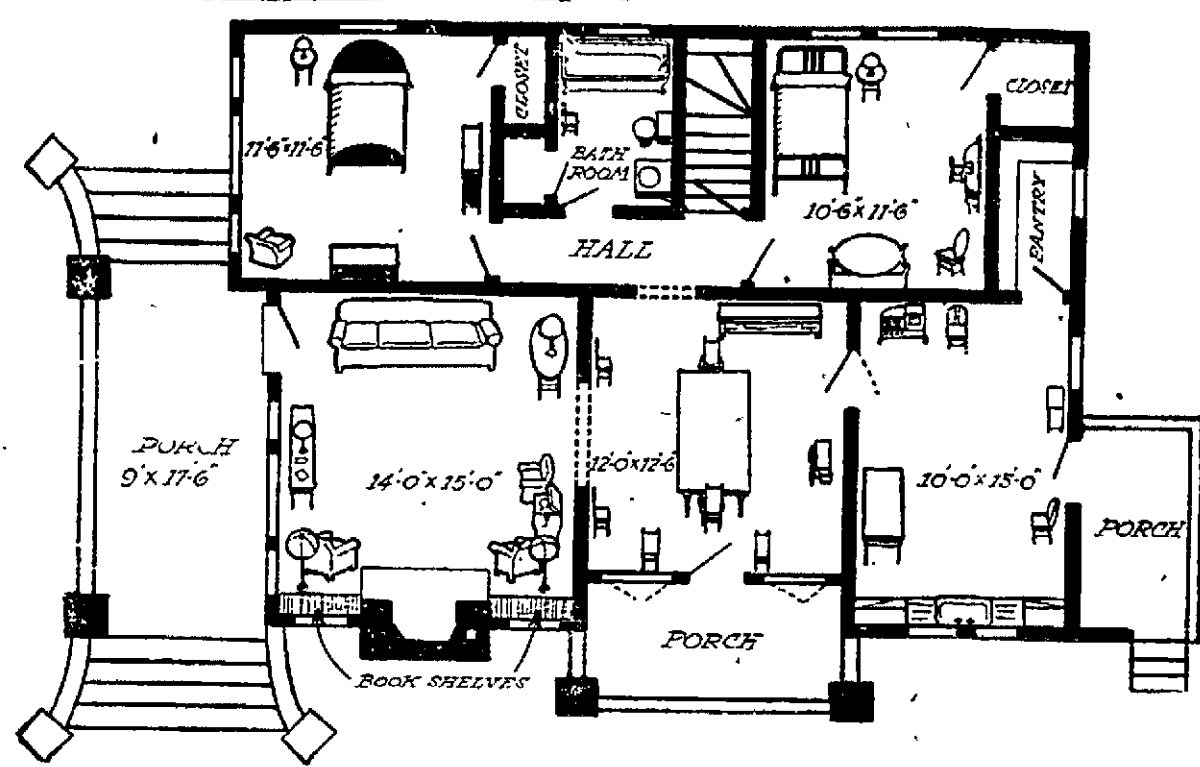 CLOSET
CLOSET
11'-6"x11'-6"
BATH
ROOM
PANTRY
10'-6"x11'-6"
HALL
PORCH
9'x17'-6"
14'-0"x15'-0"
12'-0"x12'-6"
10'-0"x15'-0"
PORCH
PORCH
BOOK SHELVES